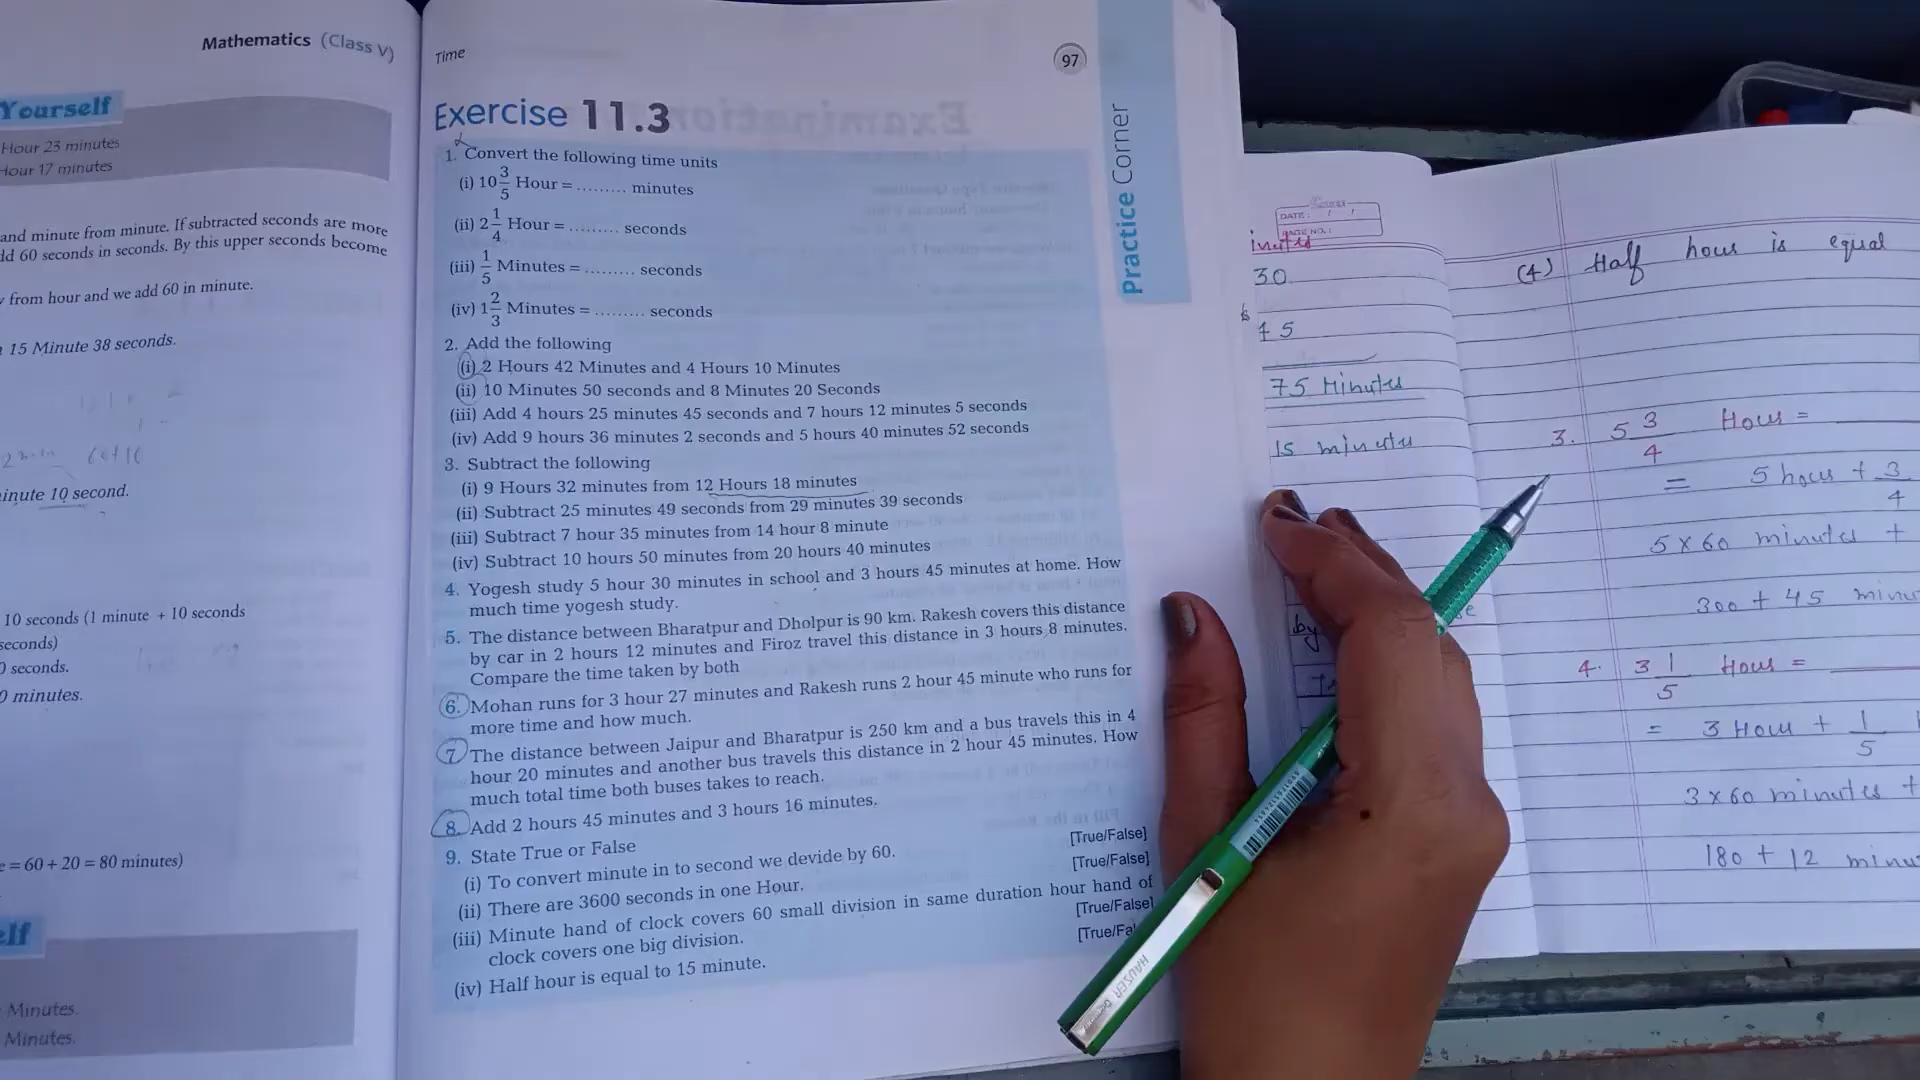 Mathematics (Class V)
Yourself
Hour 23 minutes
Hour 17 minutes
and minute from minute. If subtracted seconds are more
dd 60 seconds in seconds. By this upper seconds become
from hour and we add 60 in minute.
15 Minute 38 seconds.
inute 10 second.
10 seconds (1 minute + 10 seconds
seconds)
0 seconds.
0 minutes.
e = 60 + 20 = 80 minutes)
elf
Minutes.
Minutes.
Time
97
Exercise 11.3
1. Convert the following time units
(i) 10 3/5 Hour = ......... minutes
(ii) 2 1/4 Hour = ......... seconds
(iii) 1/5 Minutes = ......... seconds
(iv) 1 2/3 Minutes = ......... seconds
2. Add the following
(i) 2 Hours 42 Minutes and 4 Hours 10 Minutes
(ii) 10 Minutes 50 seconds and 8 Minutes 20 Seconds
(iii) Add 4 hours 25 minutes 45 seconds and 7 hours 12 minutes 5 seconds
(iv) Add 9 hours 36 minutes 2 seconds and 5 hours 40 minutes 52 seconds
3. Subtract the following
(i) 9 Hours 32 minutes from 12 Hours 18 minutes
(ii) Subtract 25 minutes 49 seconds from 29 minutes 39 seconds
(iii) Subtract 7 hour 35 minutes from 14 hour 8 minute
(iv) Subtract 10 hours 50 minutes from 20 hours 40 minutes
4. Yogesh study 5 hour 30 minutes in school and 3 hours 45 minutes at home. How
much time yogesh study.
5. The distance between Bharatpur and Dholpur is 90 km. Rakesh covers this distance
by car in 2 hours 12 minutes and Firoz travel this distance in 3 hours 8 minutes.
Compare the time taken by both
6. Mohan runs for 3 hour 27 minutes and Rakesh runs 2 hour 45 minute who runs for
more time and how much.
7. The distance between Jaipur and Bharatpur is 250 km and a bus travels this in 4
hour 20 minutes and another bus travels this distance in 2 hour 45 minutes. How
much total time both buses takes to reach.
8. Add 2 hours 45 minutes and 3 hours 16 minutes.
9. State True or False
(i) To convert minute in to second we devide by 60. [True/False]
(ii) There are 3600 seconds in one Hour. [True/False]
(iii) Minute hand of clock covers 60 small division in same duration hour hand of
clock covers one big division. [True/False]
(iv) Half hour is equal to 15 minute. [True/Fal
Practice Corner
DATE: / /
PAGE NO.:
inutes
30
45
75 Minutes
15 minutes
by
(4) Half hour is equal
3. 5 3/4 Hour =
= 5 hour + 3/4
5 x 60 minutes +
300 + 45 minu
4. 3 1/5 Hour =
= 3 Hour + 1/5
3 x 60 minutes +
180 + 12 minu
HAUSER